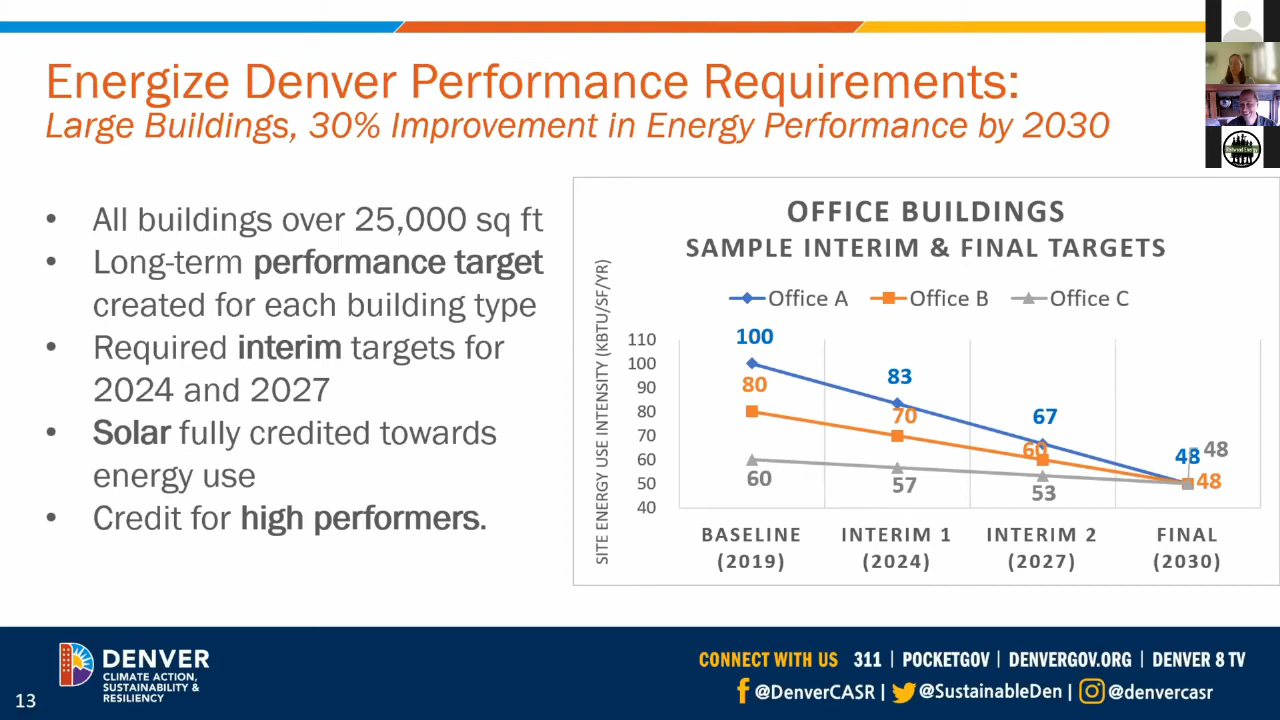 Energize Denver Performance Requirements:
Large Buildings, 30% Improvement in Energy Performance by 2030
• All buildings over 25,000 sq ft
• Long-term performance target
created for each building type
• Required interim targets for
2024 and 2027
• Solar fully credited towards
energy use
• Credit for high performers.
OFFICE BUILDINGS
SAMPLE INTERIM & FINAL TARGETS
Office A Office B Office C
SITE ENERGY USE INTENSITY (KBTU/SF/YR)
110
100
90
80
70
60
50
40
100
83
67
48
80
70
60
48
60
57
53
48
BASELINE
(2019)
INTERIM 1
(2024)
INTERIM 2
(2027)
FINAL
(2030)
Redwood Energy
13
DENVER
CLIMATE ACTION,
SUSTAINABILITY &
RESILIENCY
CONNECT WITH US 311 | POCKETGOV | DENVERGOV.ORG | DENVER 8 TV
@DenverCASR | @SustainableDen | @denvercasr